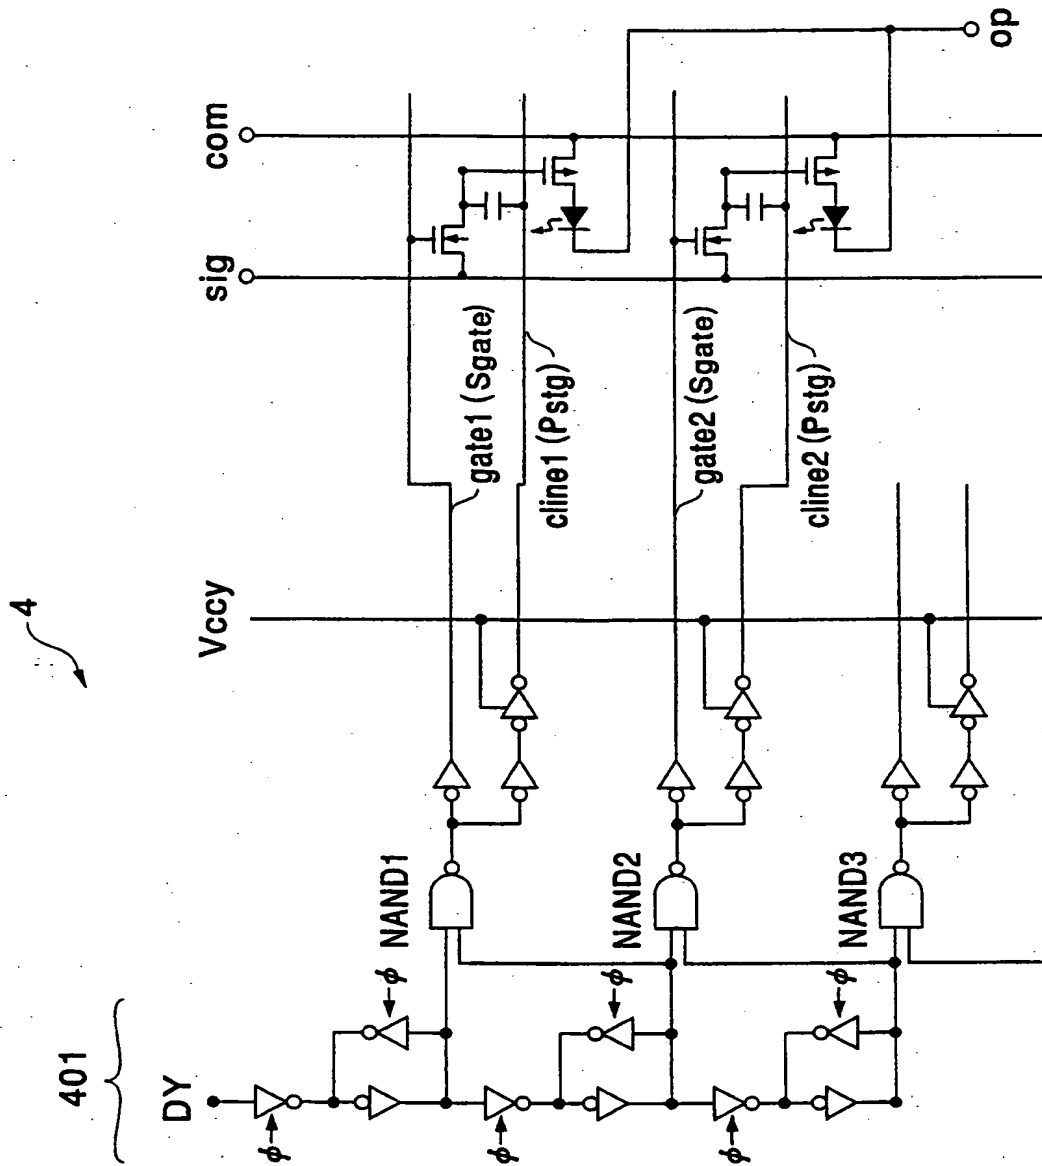 4
401
DY
φ
φ
φ
φ
φ
φ
NAND1
NAND2
NAND3
Vccy
sig
com
op
gate1 (Sgate)
cline1 (Pstg)
gate2 (Sgate)
cline2 (Pstg)